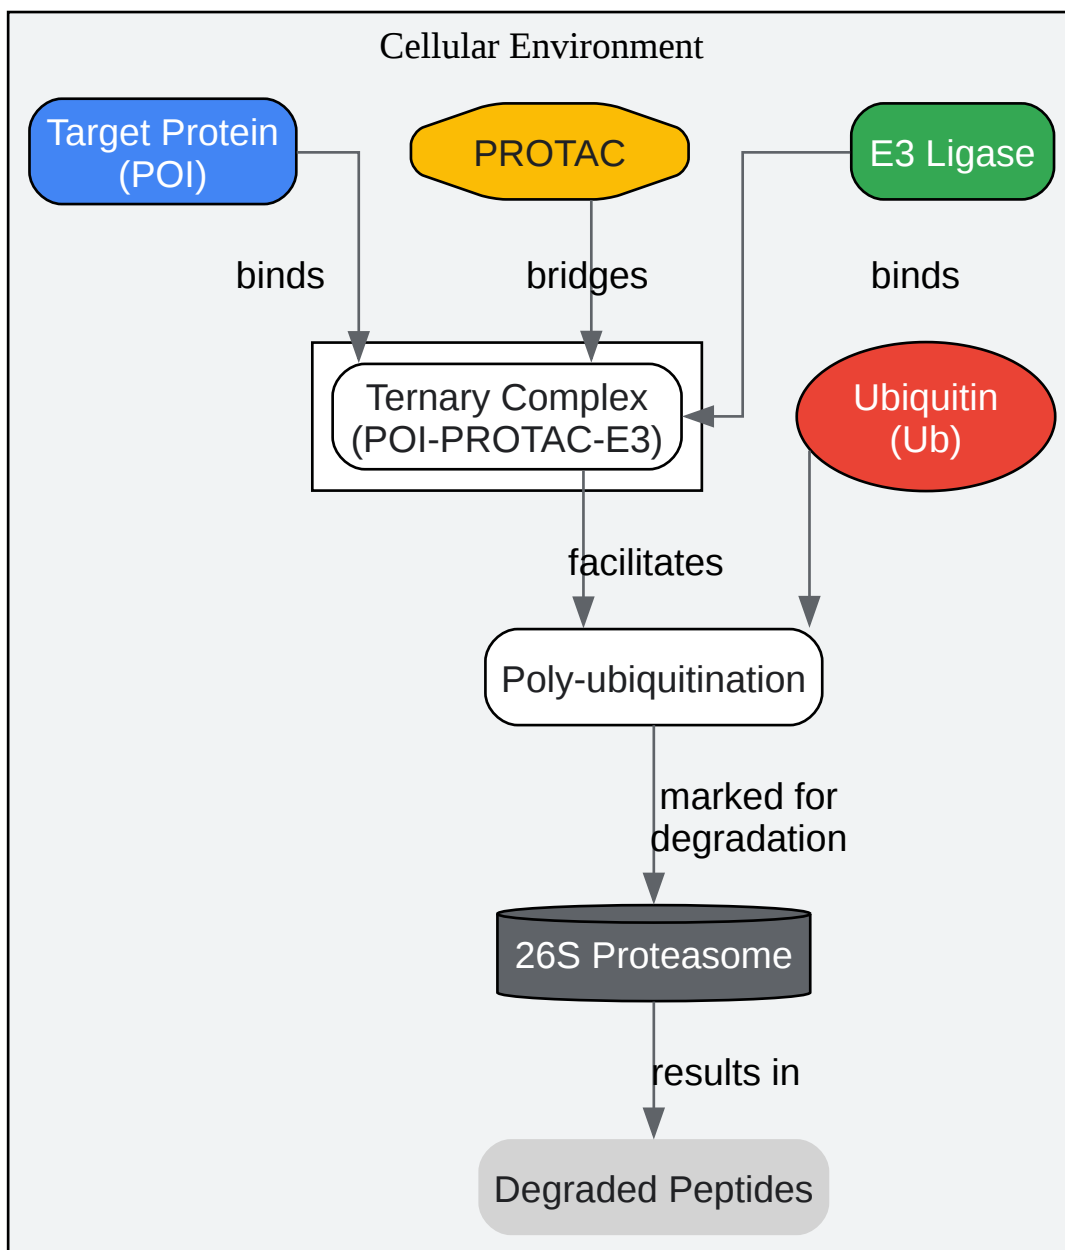 Cellular Environment
Target Protein
(POI)
PROTAC
E3 Ligase
binds
bridges
binds
Ternary Complex
(POI-PROTAC-E3)
Ubiquitin
(Ub)
facilitates
Poly-ubiquitination
marked for
degradation
26S Proteasome
results in
Degraded Peptides